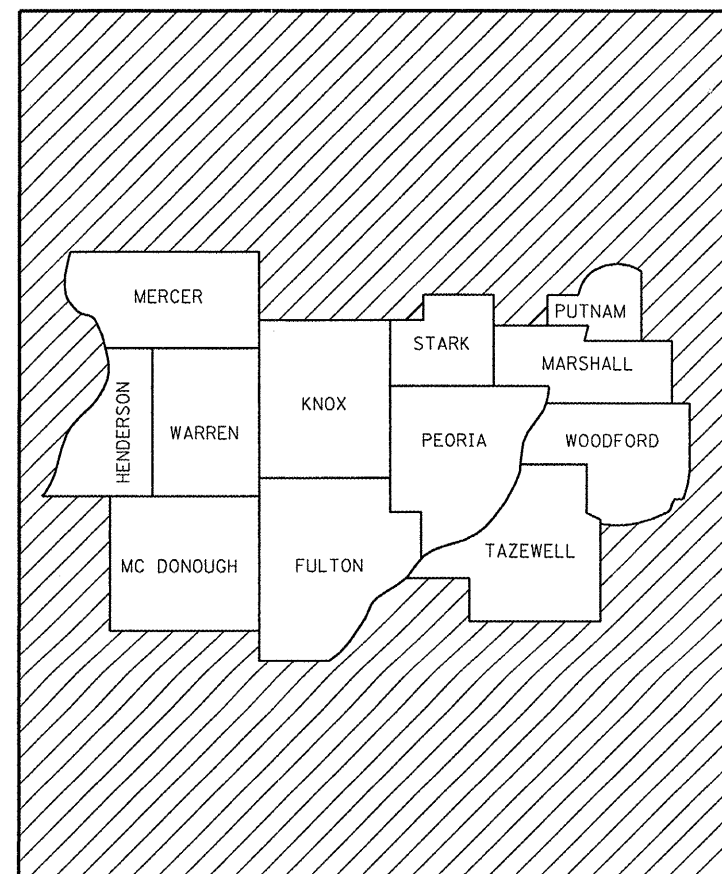 MERCER
PUTNAM
STARK
MARSHALL
HENDERSON
WARREN
KNOX
PEORIA
WOODFORD
MC DONOUGH
FULTON
TAZEWELL